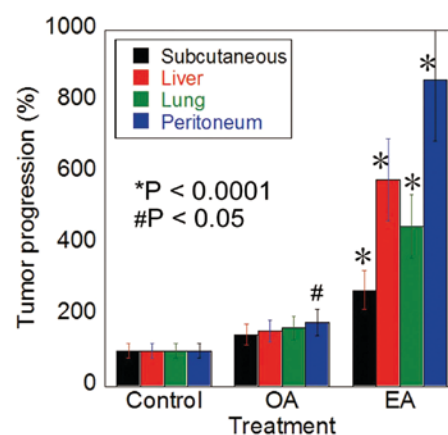 1000
800
600
400
200
0
Tumor progression (%)
Subcutaneous
Liver
Lung
Peritoneum
*P < 0.0001
#P < 0.05
#
*
*
*
*
Control OA EA
Treatment